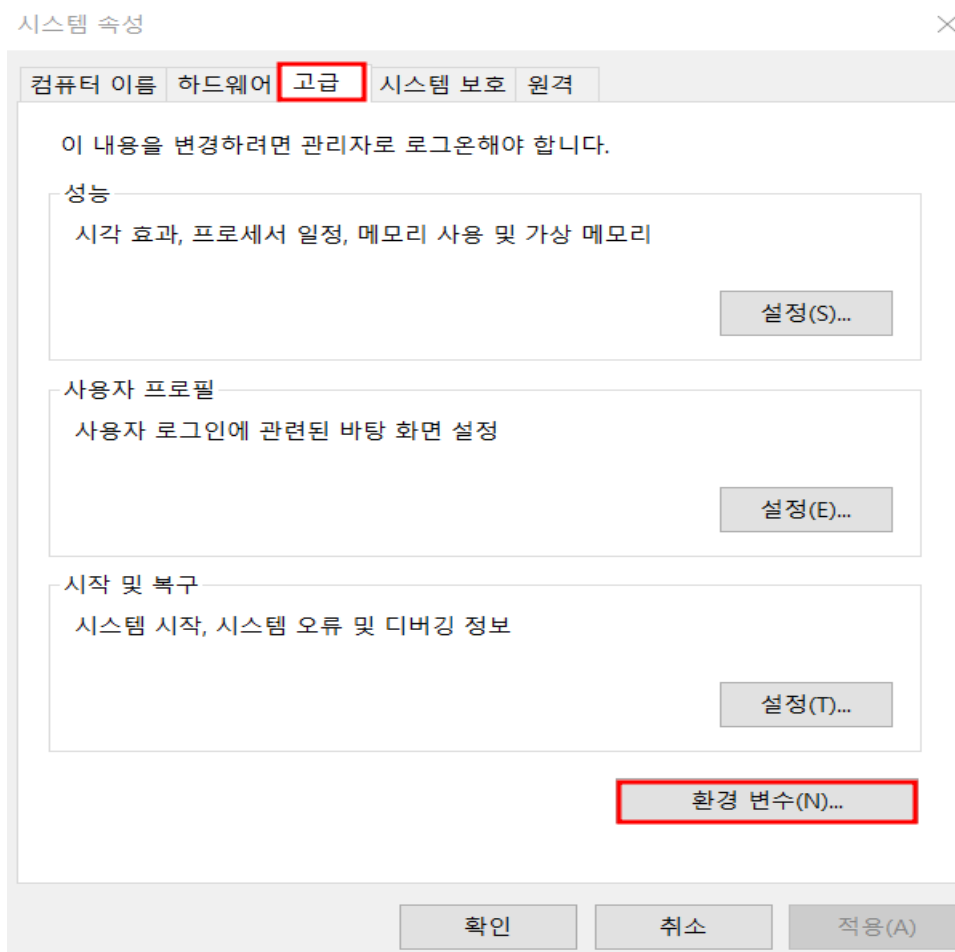 시스템 속성
컴퓨터 이름 하드웨어 고급 시스템 보호 원격
이 내용을 변경하려면 관리자로 로그온해야 합니다.
성능
시각 효과, 프로세서 일정, 메모리 사용 및 가상 메모리
설정(S)...
사용자 프로필
사용자 로그인에 관련된 바탕 화면 설정
설정(E)...
시작 및 복구
시스템 시작, 시스템 오류 및 디버깅 정보
설정(T)...
환경 변수(N)...
확인 취소 적용(A)